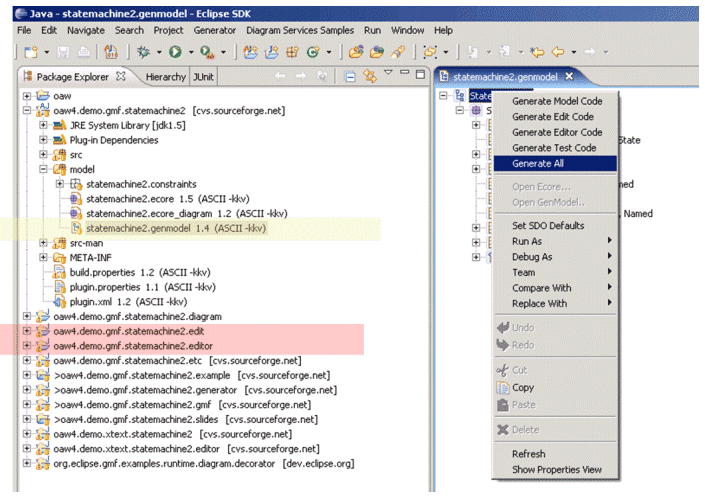 Java - statemachine2.genmodel - Eclipse SDK
File Edit Navigate Search Project Generator Diagram Services Samples Run Window Help
Package Explorer Hierarchy JUnit
statemachine2.genmodel
oaw
oaw4.demo.gmf.statemachine2 [cvs.sourceforge.net]
JRE System Library [jdk1.5]
Plug-in Dependencies
src
model
statemachine2.constraints
statemachine2.ecore 1.5 (ASCII -kkv)
statemachine2.ecore_diagram 1.2 (ASCII -kkv)
statemachine2.genmodel 1.4 (ASCII -kkv)
src-man
META-INF
build.properties 1.2 (ASCII -kkv)
plugin.properties 1.1 (ASCII -kkv)
plugin.xml 1.2 (ASCII -kkv)
oaw4.demo.gmf.statemachine2.diagram
oaw4.demo.gmf.statemachine2.edit
oaw4.demo.gmf.statemachine2.editor
oaw4.demo.gmf.statemachine2.etc [cvs.sourceforge.net]
>oaw4.demo.gmf.statemachine2.example [cvs.sourceforge.net]
>oaw4.demo.gmf.statemachine2.generator [cvs.sourceforge.net]
>oaw4.demo.gmf.statemachine2.gmf [cvs.sourceforge.net]
>oaw4.demo.gmf.statemachine2.slides [cvs.sourceforge.net]
oaw4.demo.xtext.statemachine2 [cvs.sourceforge.net]
oaw4.demo.xtext.statemachine2.editor [cvs.sourceforge.net]
org.eclipse.gmf.examples.runtime.diagram.decorator [dev.eclipse.org]
State
S
State
med
, Named
Generate Model Code
Generate Edit Code
Generate Editor Code
Generate Test Code
Generate All
Open Ecore...
Open GenModel..
Set SDO Defaults
Run As
Debug As
Team
Compare With
Replace With
Undo
Redo
Cut
Copy
Paste
Delete
Refresh
Show Properties View